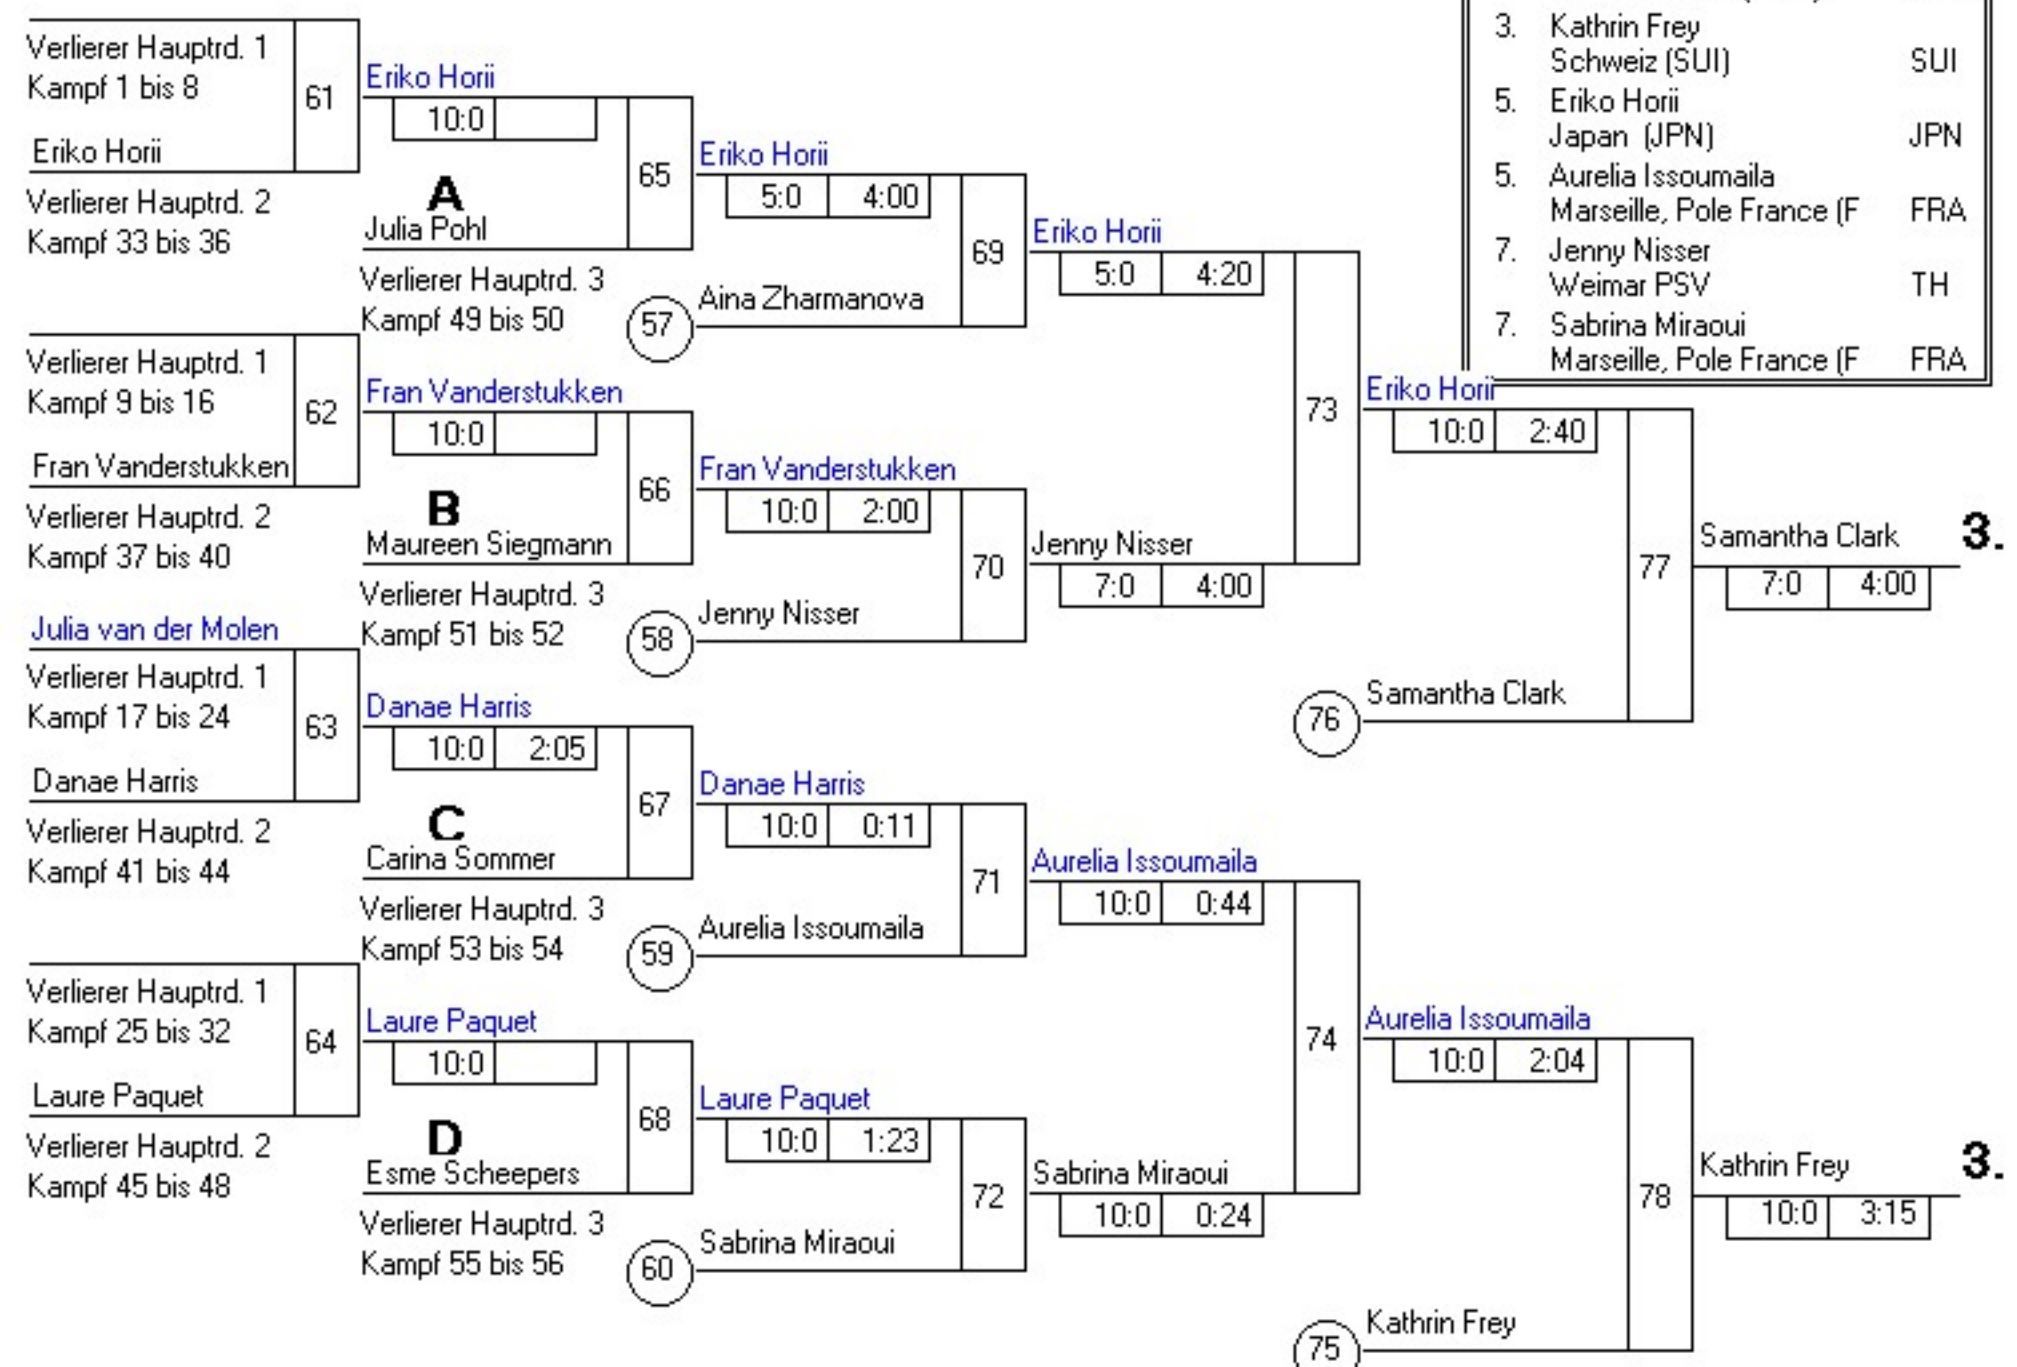 Verlierer Hauptrd. 1
Kampf 1 bis 8
61
Eriko Horii
Verlierer Hauptrd. 2
Kampf 33 bis 36
Eriko Horii
10:0
A
Julia Pohl
65
Verlierer Hauptrd. 3
Kampf 49 bis 50
Eriko Horii
5:0 4:00
57
Aina Zharmanova
69
Eriko Horii
5:0 4:20
Verlierer Hauptrd. 1
Kampf 9 bis 16
62
Fran Vanderstukken
Verlierer Hauptrd. 2
Kampf 37 bis 40
Fran Vanderstukken
10:0
B
Maureen Siegmann
66
Verlierer Hauptrd. 3
Kampf 51 bis 52
Fran Vanderstukken
10:0 2:00
58
Jenny Nisser
70
Jenny Nisser
7:0 4:00
73
Eriko Horii
10:0 2:40
76
Samantha Clark
77
Samantha Clark 3.
7:0 4:00
Julia van der Molen
Verlierer Hauptrd. 1
Kampf 17 bis 24
63
Danae Harris
Verlierer Hauptrd. 2
Kampf 41 bis 44
Danae Harris
10:0 2:05
C
Carina Sommer
67
Verlierer Hauptrd. 3
Kampf 53 bis 54
Danae Harris
10:0 0:11
59
Aurelia Issoumaila
71
Aurelia Issoumaila
10:0 0:44
Verlierer Hauptrd. 1
Kampf 25 bis 32
64
Laure Paquet
Verlierer Hauptrd. 2
Kampf 45 bis 48
Laure Paquet
10:0
D
Esme Scheepers
68
Verlierer Hauptrd. 3
Kampf 55 bis 56
Laure Paquet
10:0 1:23
60
Sabrina Miraoui
72
Sabrina Miraoui
10:0 0:24
74
Aurelia Issoumaila
10:0 2:04
75
Kathrin Frey
78
Kathrin Frey 3.
10:0 3:15
3. Kathrin Frey
Schweiz (SUI) SUI
5. Eriko Horii
Japan (JPN) JPN
5. Aurelia Issoumaila
Marseille, Pole France (F FRA
7. Jenny Nisser
Weimar PSV TH
7. Sabrina Miraoui
Marseille, Pole France (F FRA